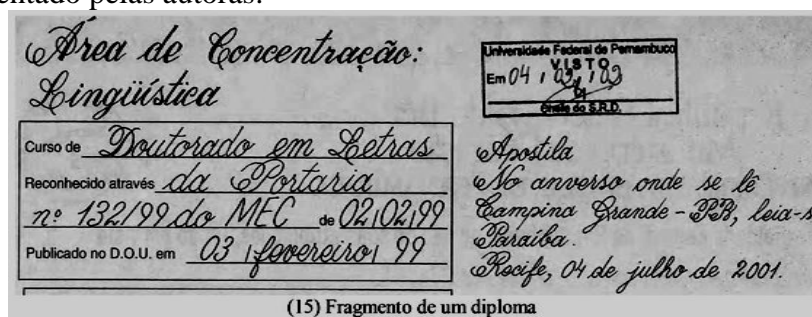 entado pelas autoras.
Área de Concentração:
Lingüística
Curso de Doutorado em Letras
Reconhecido através da Portaria
nº 132/99 do MEC de 02/02/99
Publicado no D.O.U. em 03 / fevereiro / 99
Universidade Federal de Pernambuco
VISTO
Em 04 / 03 / 03
Chefe do S.R.D.
Apostila
No anverso onde se lê
Campina Grande - PB, leia-s
Paraíba.
Recife, 04 de julho de 2001.
(15) Fragmento de um diploma